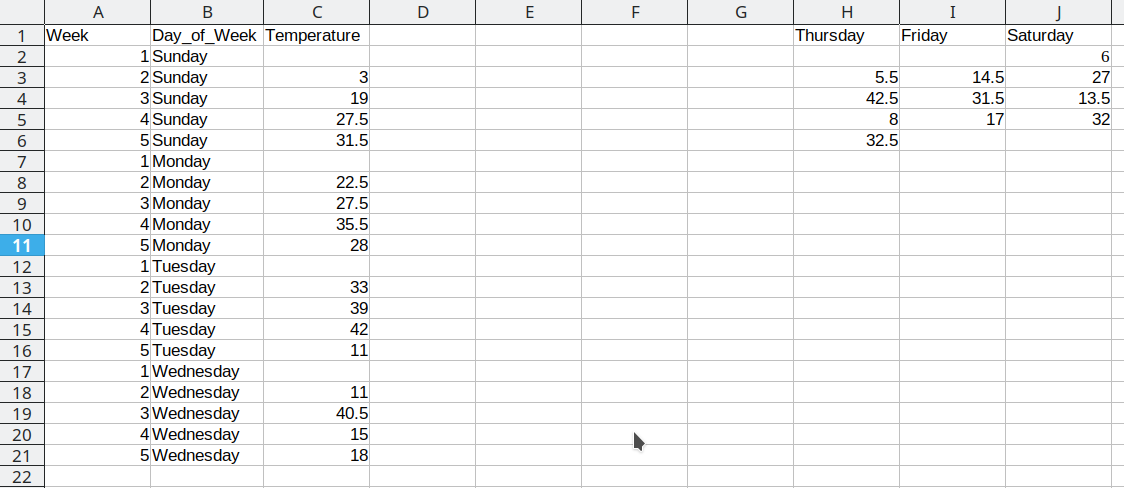 A B C D E F G H I J
1 Week Day_of_Week Temperature Thursday Friday Saturday
2 1 Sunday 6
3 2 Sunday 3 5.5 14.5 27
4 3 Sunday 19 42.5 31.5 13.5
5 4 Sunday 27.5 8 17 32
6 5 Sunday 31.5 32.5
7 1 Monday
8 2 Monday 22.5
9 3 Monday 27.5
10 4 Monday 35.5
11 5 Monday 28
12 1 Tuesday
13 2 Tuesday 33
14 3 Tuesday 39
15 4 Tuesday 42
16 5 Tuesday 11
17 1 Wednesday
18 2 Wednesday 11
19 3 Wednesday 40.5
20 4 Wednesday 15
21 5 Wednesday 18
22